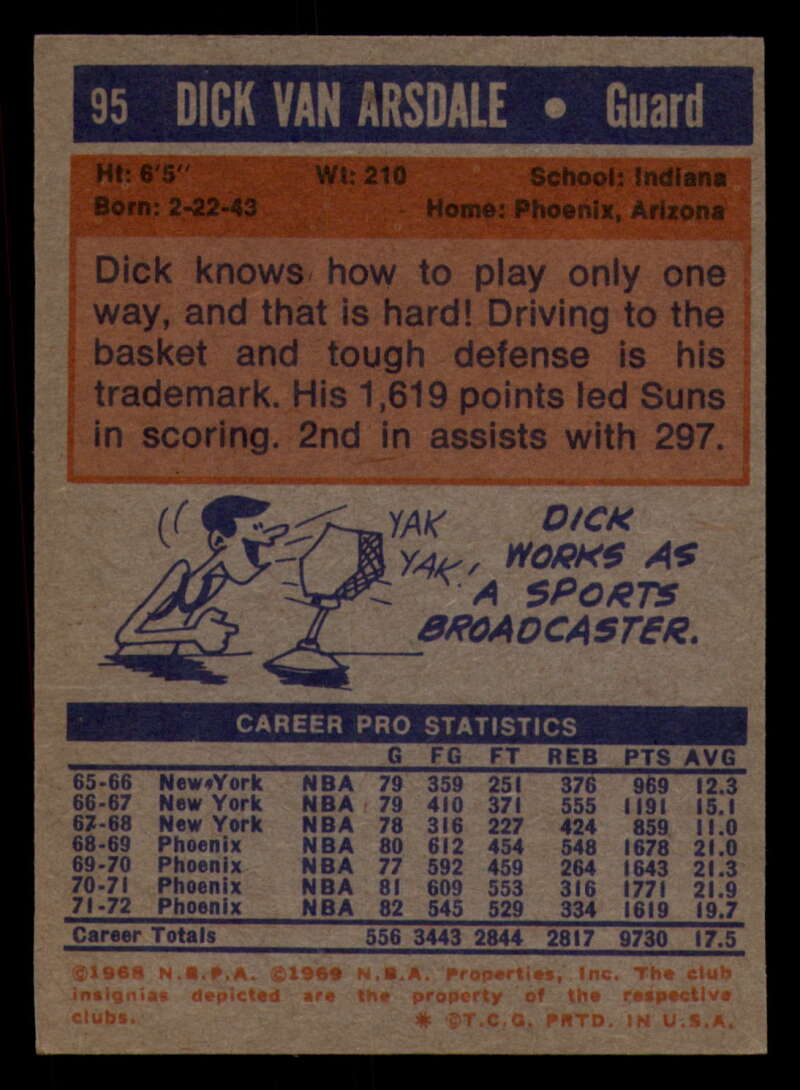 95 DICK VAN ARSDALE • Guard
Ht: 6'5" Wt: 210 School: Indiana
Born: 2-22-43 Home: Phoenix, Arizona
Dick knows how to play only one
way, and that is hard! Driving to the
basket and tough defense is his
trademark. His 1,619 points led Suns
in scoring. 2nd in assists with 297.
YAK
YAK!
DICK
WORKS AS
A SPORTS
BROADCASTER.
CAREER PRO STATISTICS
G FG FT REB PTS AVG
65-66 New York NBA 79 359 251 376 969 12.3
66-67 New York NBA 79 410 371 555 1191 15.1
67-68 New York NBA 78 316 227 424 859 11.0
68-69 Phoenix NBA 80 612 454 548 1678 21.0
69-70 Phoenix NBA 77 592 459 264 1643 21.3
70-71 Phoenix NBA 81 609 553 316 1771 21.9
71-72 Phoenix NBA 82 545 529 334 1619 19.7
Career Totals 556 3443 2844 2817 9730 17.5
©1968 N.B.P.A. ©1969 N.B.A. Properties, Inc. The club
insignias depicted are the property of the respective
clubs. * ©T.C.G. PRTD. IN U.S.A.